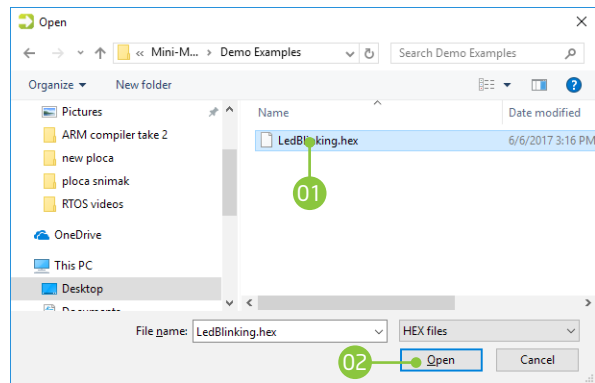 Open
« Mini-M... › Demo Examples
Search Demo Examples
Organize
New folder
Pictures
ARM compiler take 2
new ploca
ploca snimak
RTOS videos
OneDrive
This PC
Desktop
Documents
Name
Date modified
LedBlinking.hex
6/6/2017 3:16 PM
01
File name:
LedBlinking.hex
HEX files
02
Open
Cancel